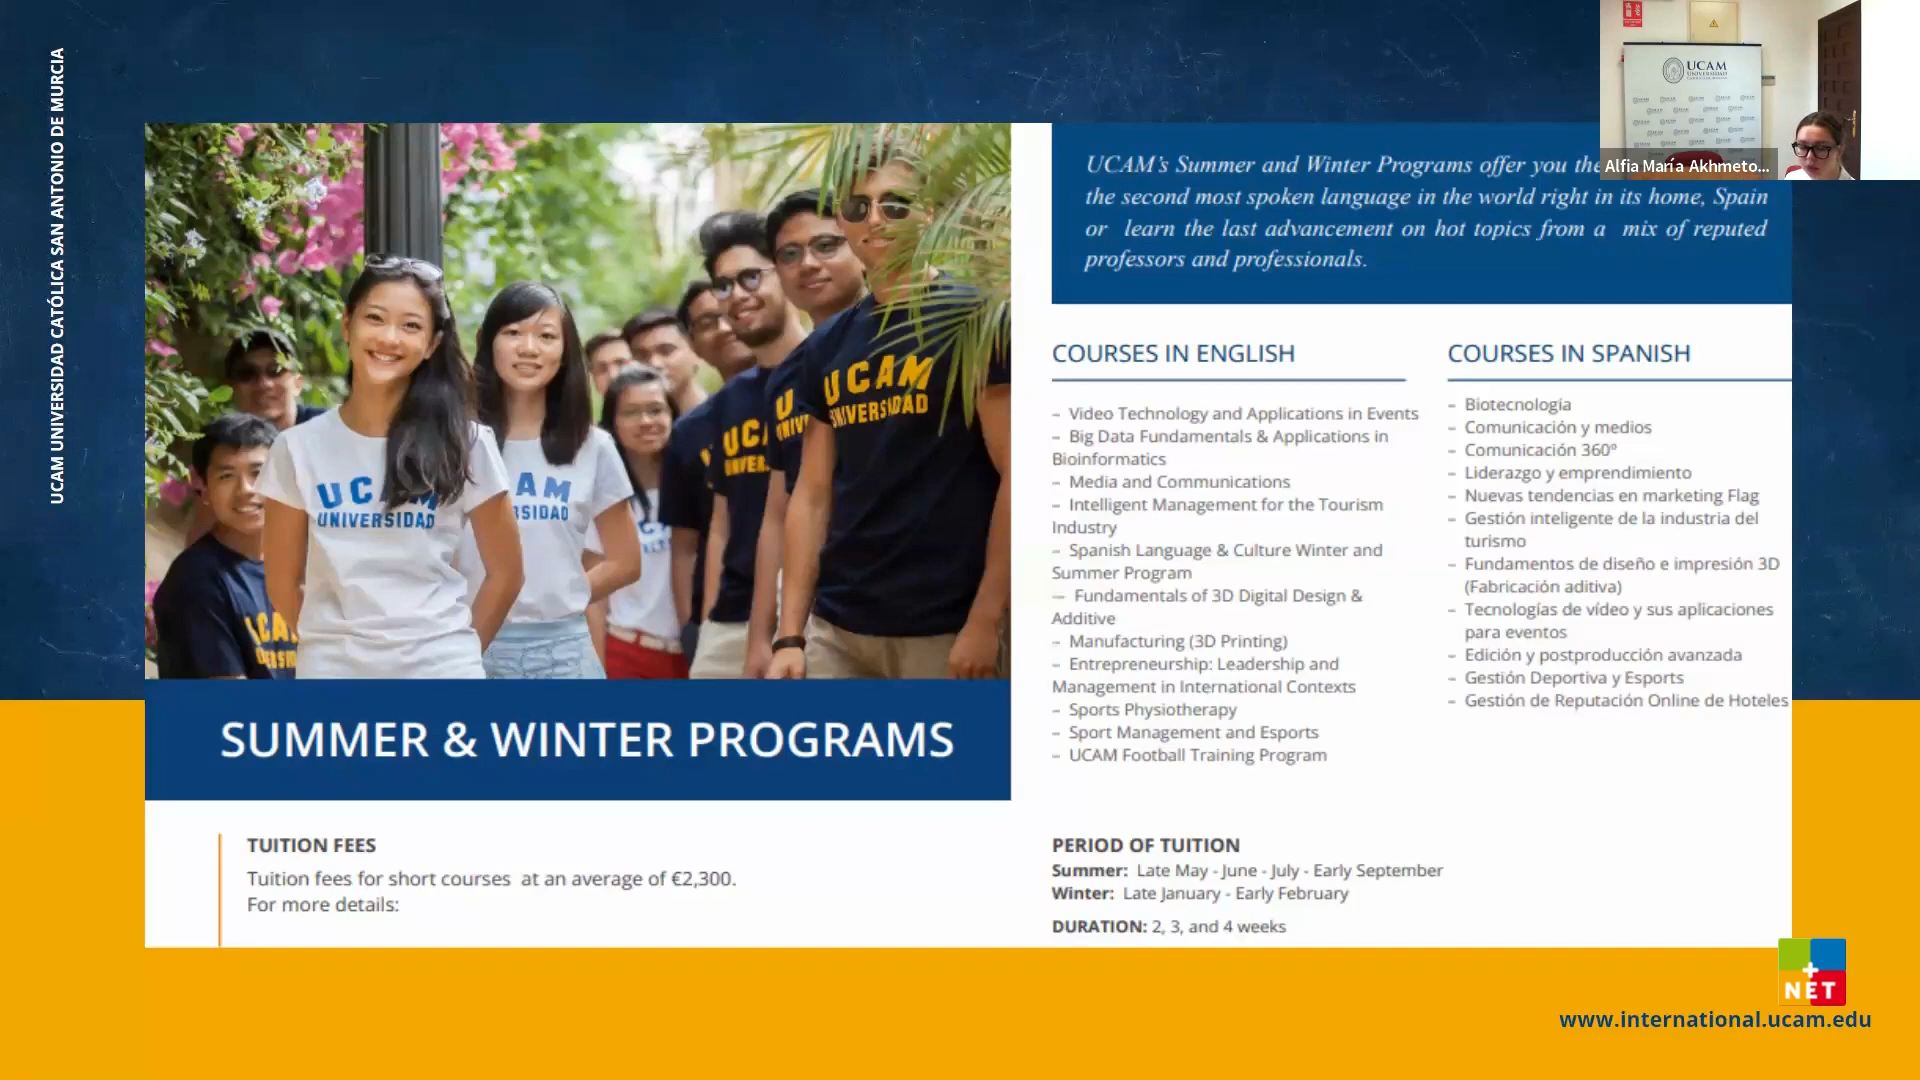 UCAM UNIVERSIDAD CATÓLICA SAN ANTONIO DE MURCIA
UCAM
UNIVERSIDAD
Alfia María Akhmeto...
UCAM's Summer and Winter Programs offer you the
the second most spoken language in the world right in its home, Spain
or learn the last advancement on hot topics from a mix of reputed
professors and professionals.
UCAM
UNIVERSIDAD
SUMMER & WINTER PROGRAMS
COURSES IN ENGLISH
– Video Technology and Applications in Events
– Big Data Fundamentals & Applications in
Bioinformatics
– Media and Communications
– Intelligent Management for the Tourism
Industry
– Spanish Language & Culture Winter and
Summer Program
– Fundamentals of 3D Digital Design &
Additive
– Manufacturing (3D Printing)
– Entrepreneurship: Leadership and
Management in International Contexts
– Sports Physiotherapy
– Sport Management and Esports
– UCAM Football Training Program
COURSES IN SPANISH
– Biotecnología
– Comunicación y medios
– Comunicación 360º
– Liderazgo y emprendimiento
– Nuevas tendencias en marketing Flag
– Gestión inteligente de la industria del
turismo
– Fundamentos de diseño e impresión 3D
(Fabricación aditiva)
– Tecnologías de vídeo y sus aplicaciones
para eventos
– Edición y postproducción avanzada
– Gestión Deportiva y Esports
– Gestión de Reputación Online de Hoteles
TUITION FEES
Tuition fees for short courses at an average of €2,300.
For more details:
PERIOD OF TUITION
Summer: Late May - June - July - Early September
Winter: Late January - Early February
DURATION: 2, 3, and 4 weeks
+
NET
www.international.ucam.edu